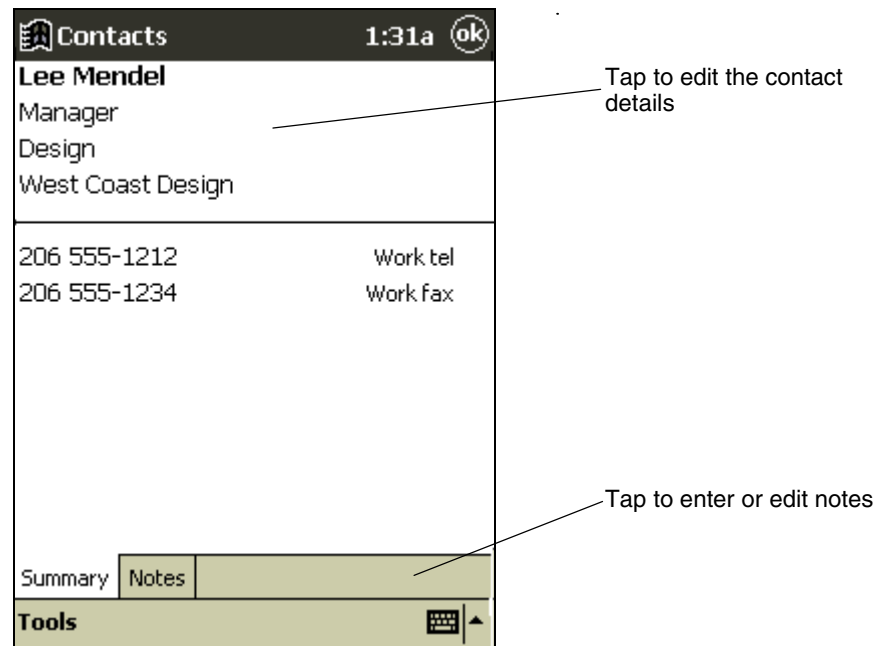 Contacts 1:31a ok
Lee Mendel
Manager
Design
West Coast Design
206 555-1212 Work tel
206 555-1234 Work fax
Summary Notes
Tools
Tap to edit the contact
details
Tap to enter or edit notes